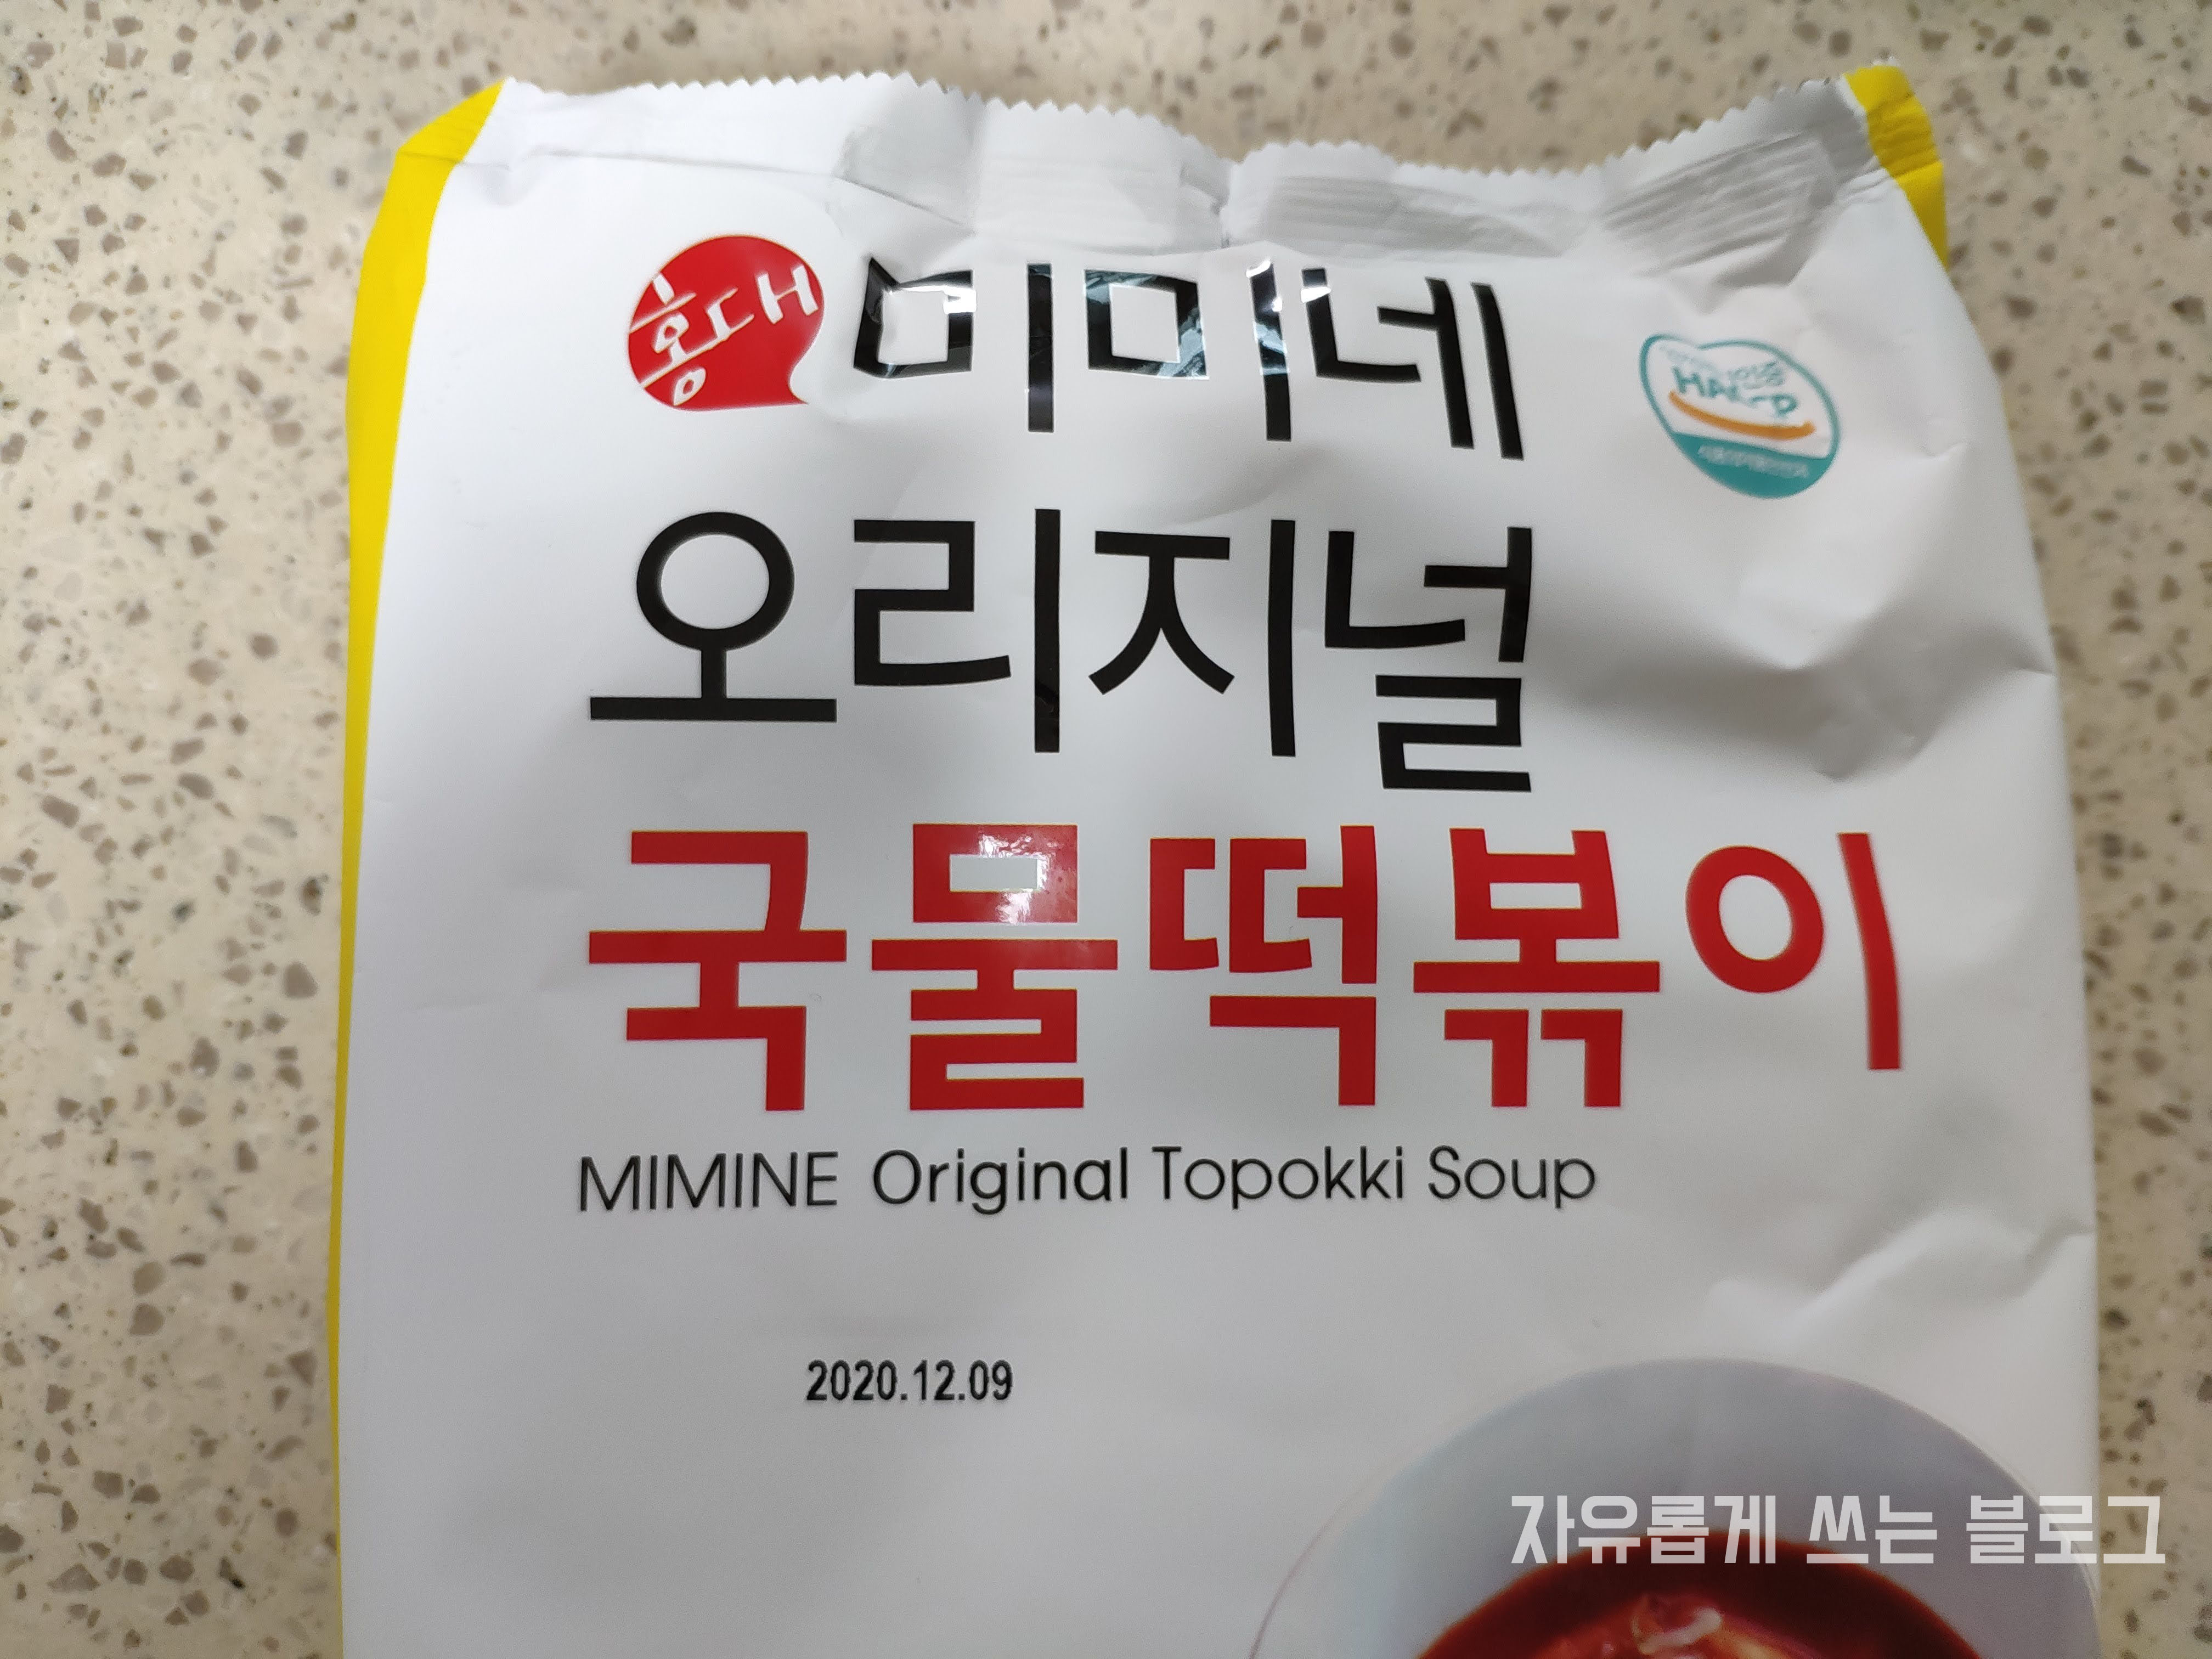 홍대 미미네
HACCP
오리지널
국물떡볶이
MIMINE Original Topokki Soup
2020.12.09
자유롭게 쓰는 블로그